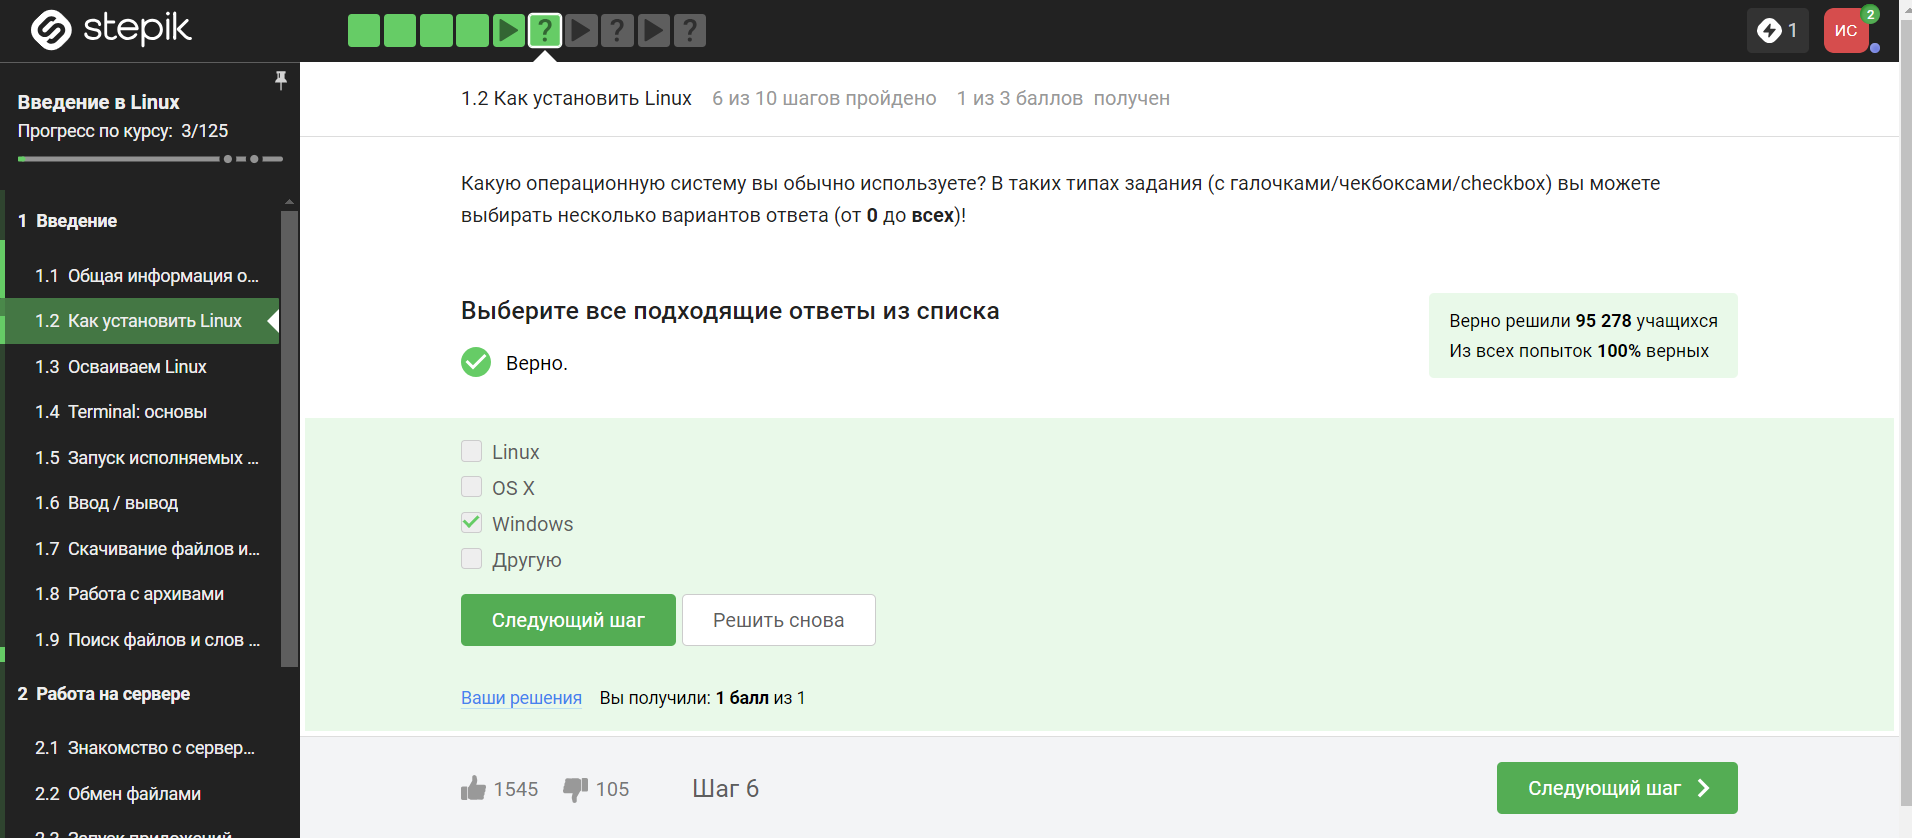 stepik
? ? ?
1
ИС
2
Введение в Linux
Прогресс по курсу: 3/125
1 Введение
1.1 Общая информация о...
1.2 Как установить Linux
1.3 Осваиваем Linux
1.4 Terminal: основы
1.5 Запуск исполняемых ...
1.6 Ввод / вывод
1.7 Скачивание файлов и...
1.8 Работа с архивами
1.9 Поиск файлов и слов ...
2 Работа на сервере
2.1 Знакомство с сервер...
2.2 Обмен файлами
2.3 Запуск приложений
1.2 Как установить Linux 6 из 10 шагов пройдено 1 из 3 баллов получен
Какую операционную систему вы обычно используете? В таких типах задания (с галочками/чекбоксами/checkbox) вы можете
выбирать несколько вариантов ответа (от 0 до всех)!
Выберите все подходящие ответы из списка
Верно.
Верно решили 95 278 учащихся
Из всех попыток 100% верных
Linux
OS X
Windows
Другую
Следующий шаг Решить снова
Ваши решения Вы получили: 1 балл из 1
1545 105 Шаг 6
Следующий шаг